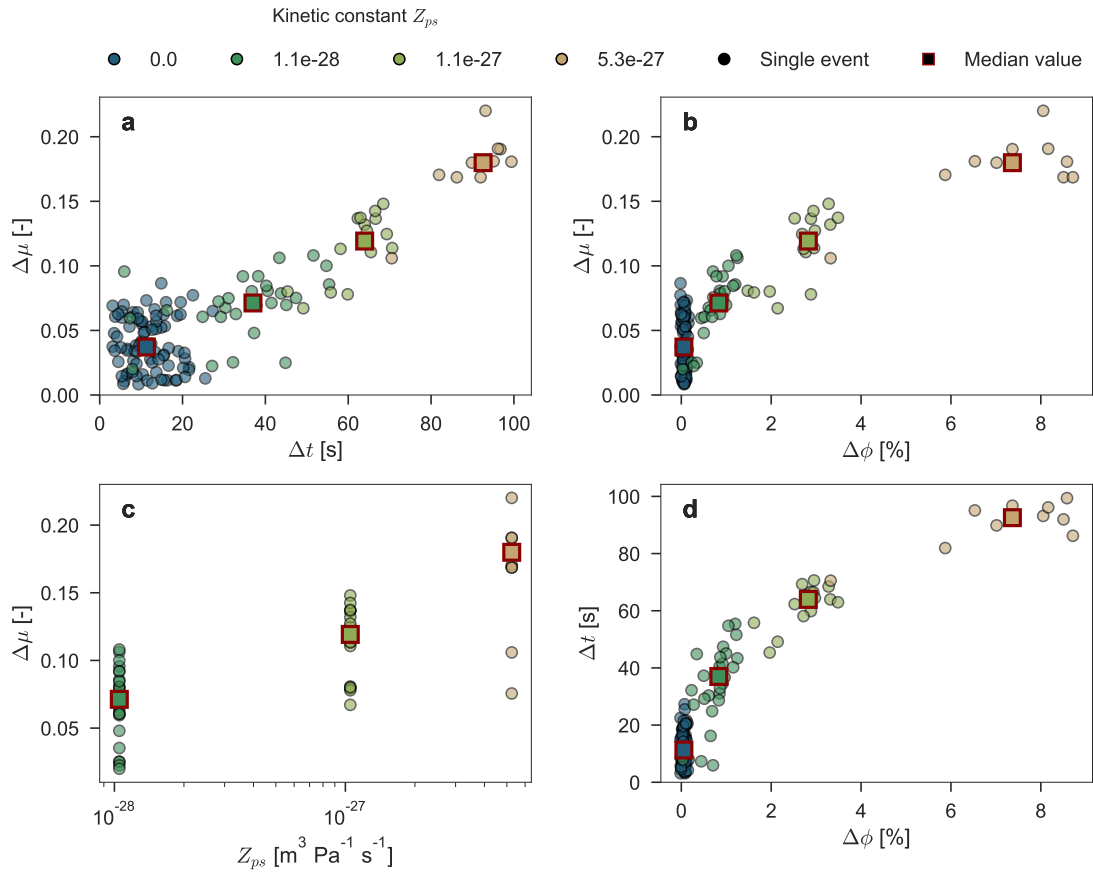 Kinetic constant Z_ps
0.0 1.1e-28 1.1e-27 5.3e-27 Single event Median value
a
0.20
0.15
0.10
0.05
0.00
Δμ [-]
0 20 40 60 80 100
Δt [s]
b
0.20
0.15
0.10
0.05
0.00
Δμ [-]
0 2 4 6 8
Δϕ [%]
c
0.20
0.15
0.10
0.05
Δμ [-]
10⁻²⁸ 10⁻²⁷
Z_ps [m³ Pa⁻¹ s⁻¹]
d
100
80
60
40
20
0
Δt [s]
0 2 4 6 8
Δϕ [%]